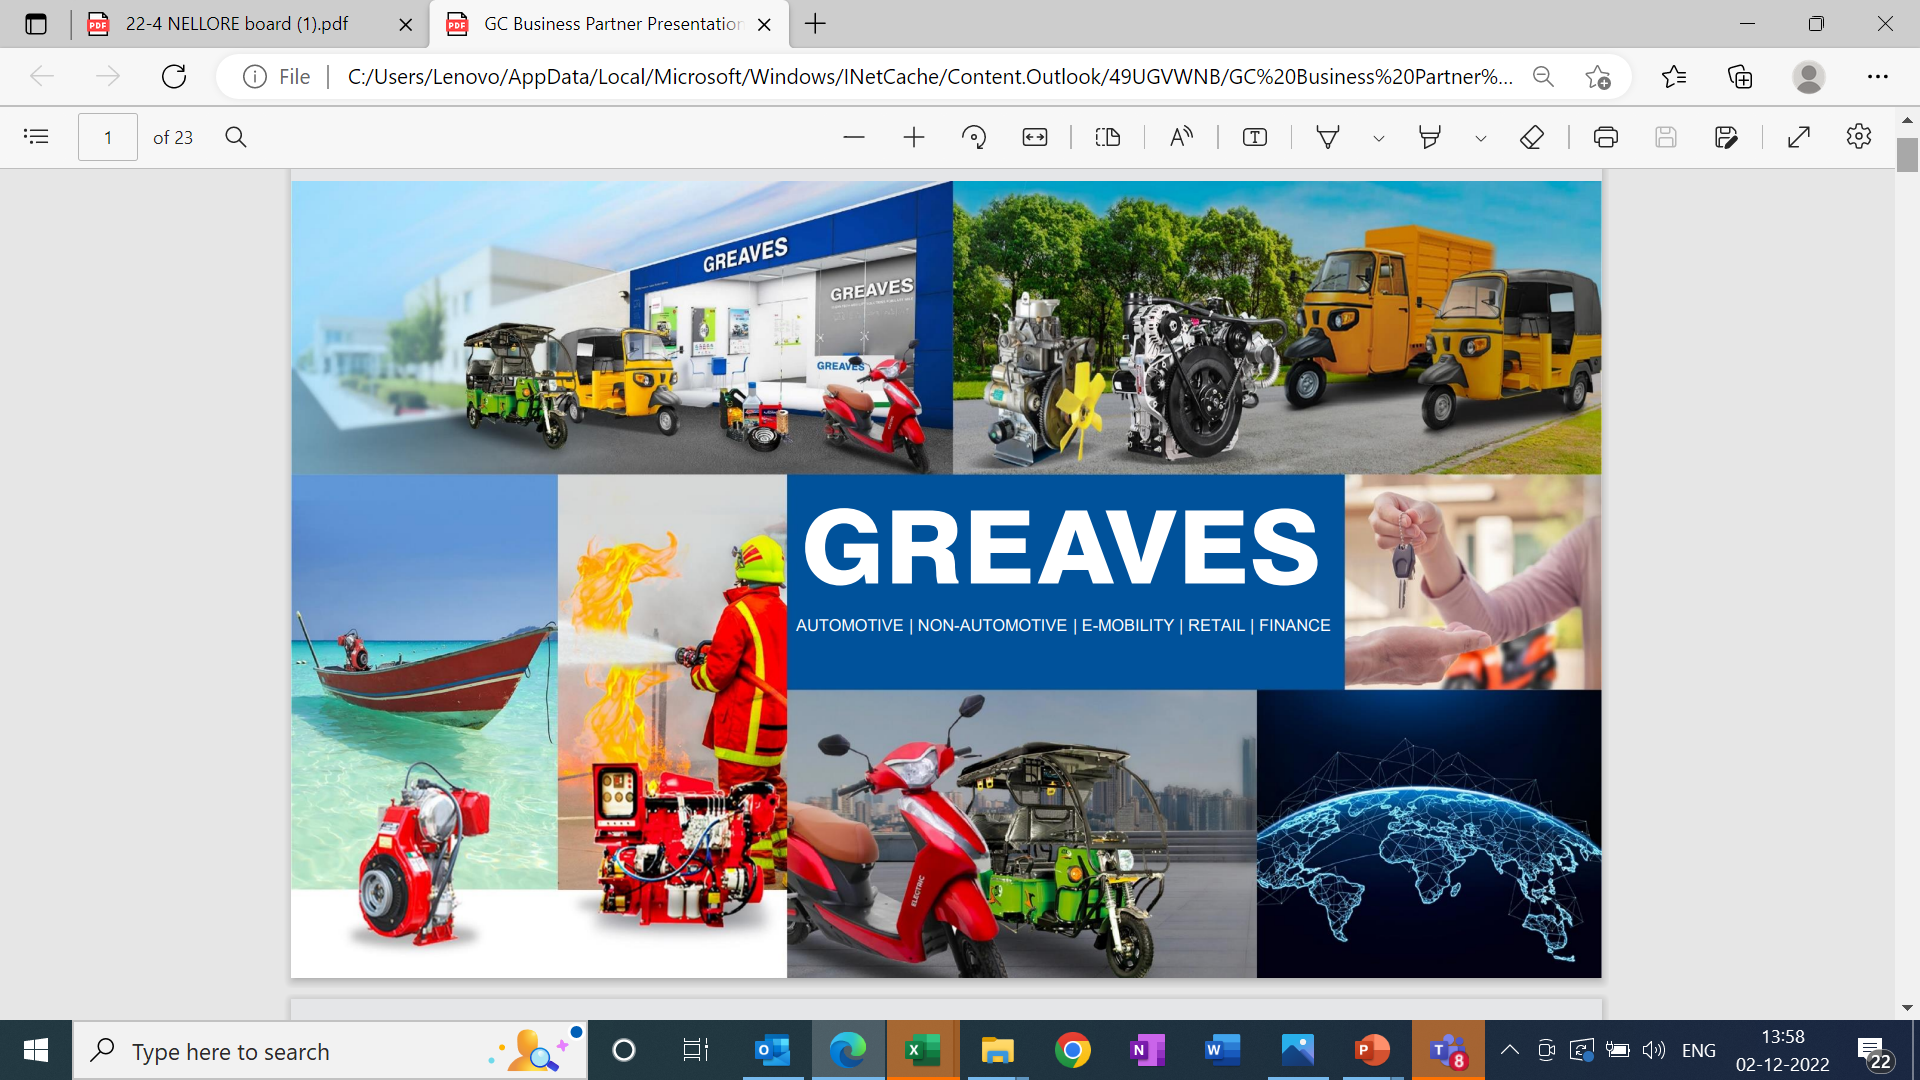 22-4 NELLORE board (1).pdf
GC Business Partner Presentation
File
C:/Users/Lenovo/AppData/Local/Microsoft/Windows/INetCache/Content.Outlook/49UGVWNB/GC%20Business%20Partner%...
1 of 23
GREAVES
GREAVES
GREAVES
GREAVES
AUTOMOTIVE | NON-AUTOMOTIVE | E-MOBILITY | RETAIL | FINANCE
ELECTRIC
Type here to search
8
ENG
13:58
02-12-2022
22